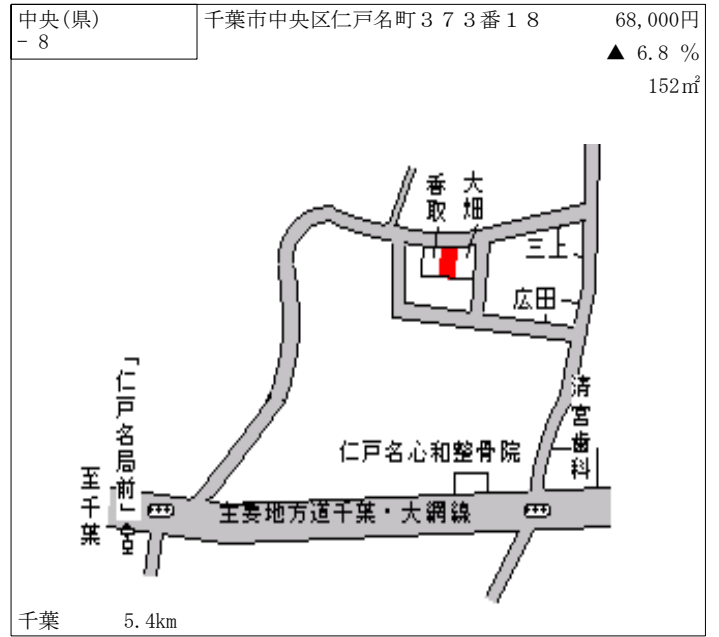 中央(県)
- 8
千葉市中央区仁戸名町３７３番１８
68,000円
▲ 6.8 %
152㎡
香取
大畑
三上
広田
清宮歯科
仁戸名心和整骨院
「仁戸名局前」
至千葉
主要地方道千葉・大網線
千葉 5.4km